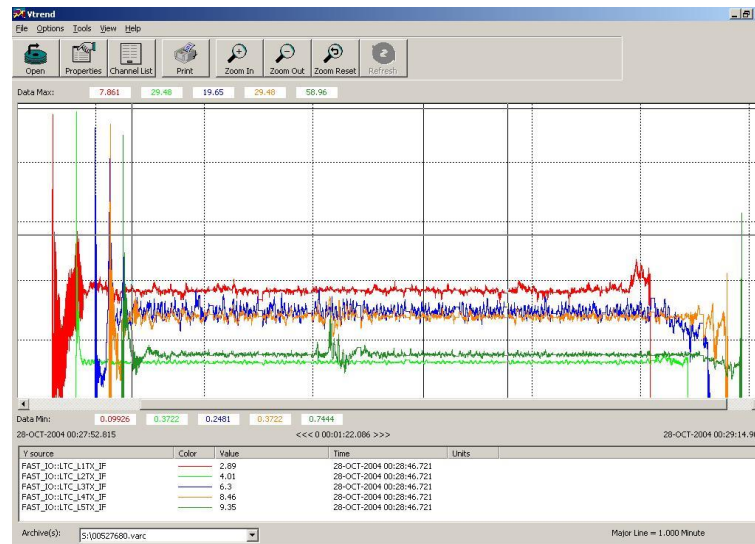 Vtrend
File Options Tools View Help
Open Properties Channel List Print Zoom In Zoom Out Zoom Reset Refresh
Data Max: 7.861 29.48 19.65 29.48 58.96
Data Min: 0.09926 0.3722 0.2481 0.3722 0.7444
28-OCT-2004 00:27:52.815 <<< 0 00:01:22.086 >>> 28-OCT-2004 00:29:14.90
Y source Color Value Time Units
FAST_IO::LTC_L1TX_IF 2.89 28-OCT-2004 00:28:46.721
FAST_IO::LTC_L2TX_IF 4.01 28-OCT-2004 00:28:46.721
FAST_IO::LTC_L3TX_IF 6.3 28-OCT-2004 00:28:46.721
FAST_IO::LTC_L4TX_IF 8.46 28-OCT-2004 00:28:46.721
FAST_IO::LTC_L5TX_IF 9.35 28-OCT-2004 00:28:46.721
Archive(s): S:\00527680.varc Major Line = 1.000 Minute